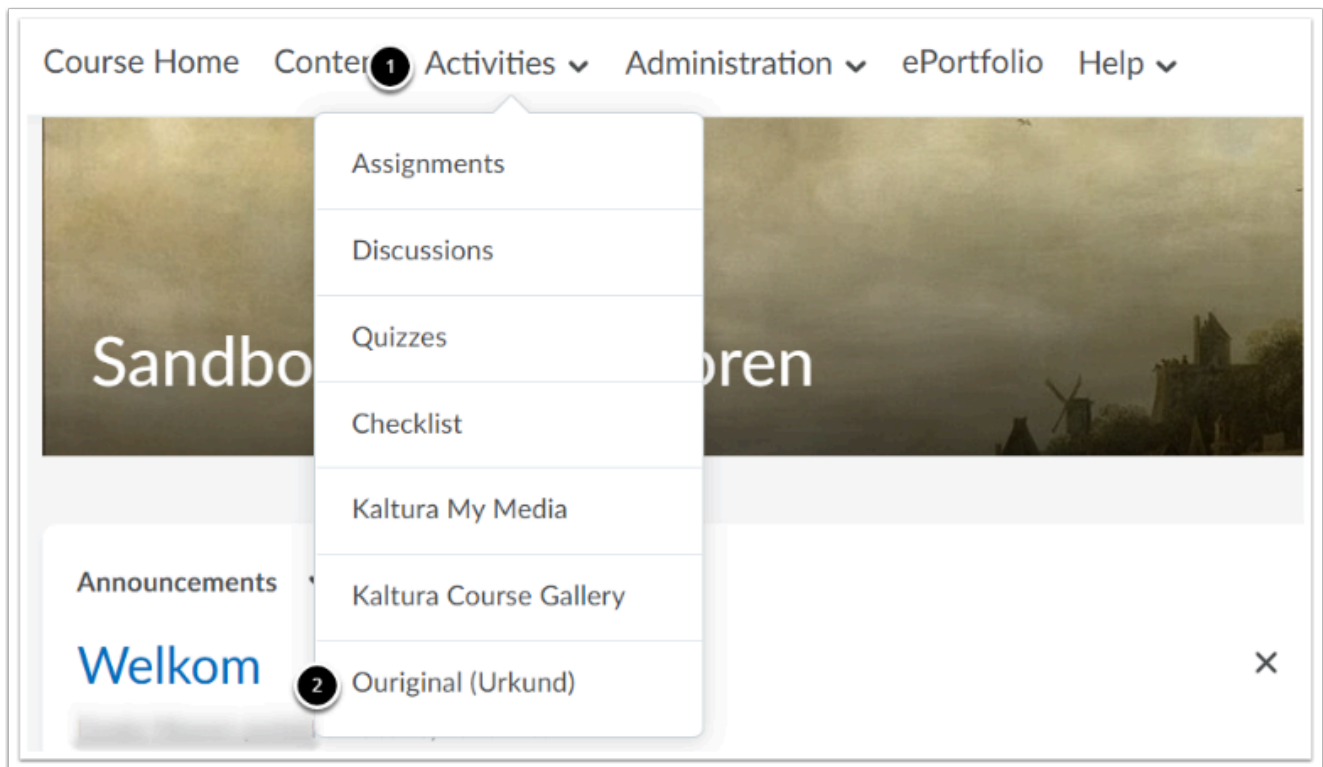 Course Home Conten 1 Activities Administration ePortfolio Help
Assignments
Discussions
Quizzes
Sandbo oren
Checklist
Kaltura My Media
Announcements
Kaltura Course Gallery
Welkom
2 Ouriginal (Urkund)